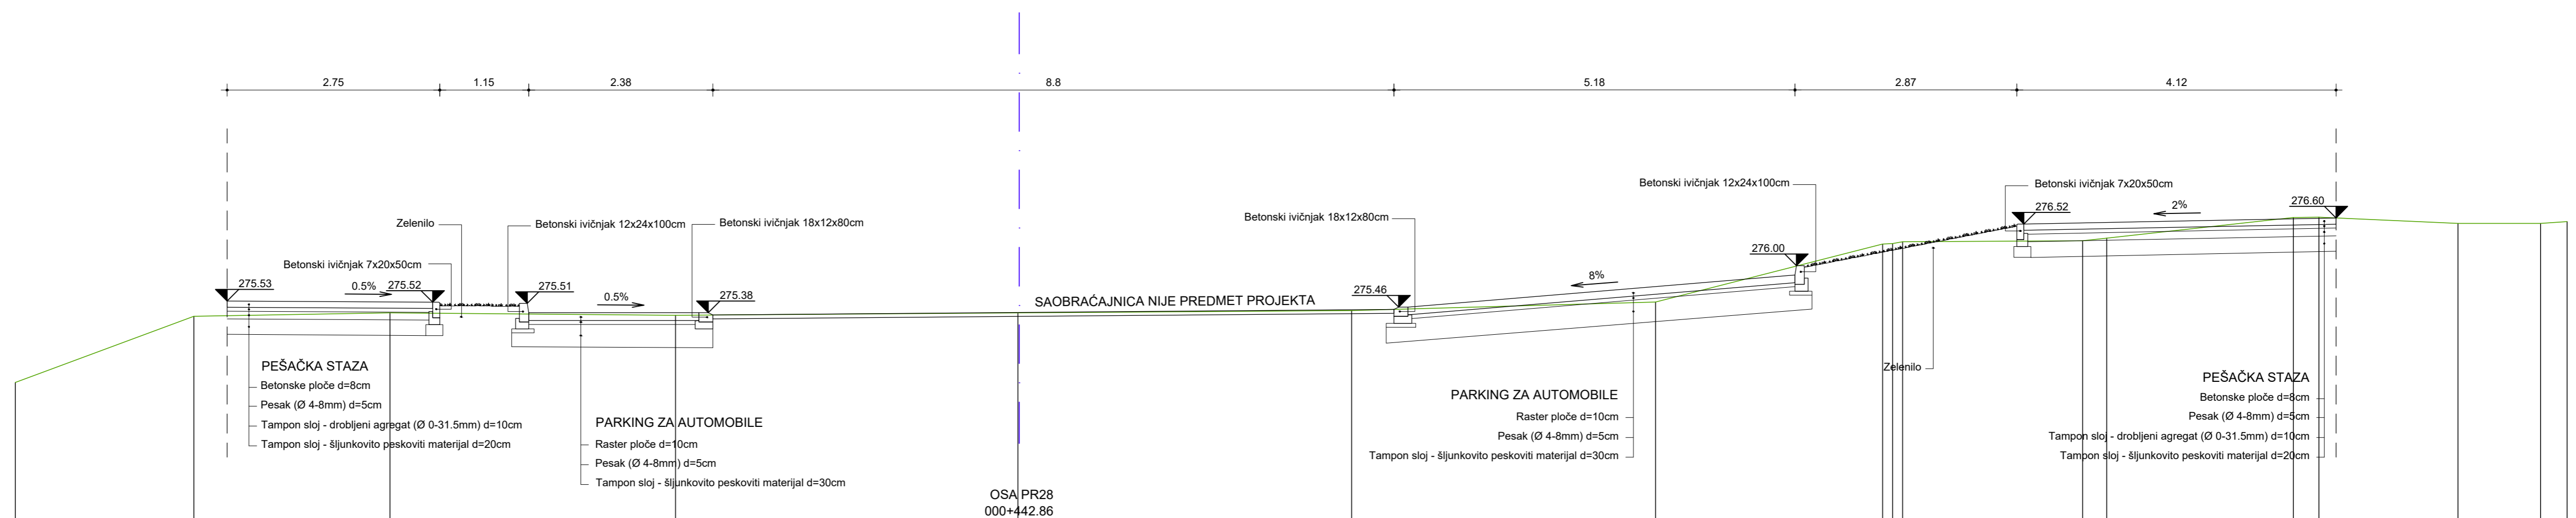 2.75
1.15
2.38
8.8
5.18
2.87
4.12
Betonski ivičnjak 12x24x100cm
Betonski ivičnjak 7x20x50cm
276.52
2%
276.60
Zelenilo
Betonski ivičnjak 12x24x100cm
Betonski ivičnjak 18x12x80cm
Betonski ivičnjak 18x12x80cm
276.00
Betonski ivičnjak 7x20x50cm
275.53
0.5%
275.52
275.51
0.5%
275.38
SAOBRAĆAJNICA NIJE PREDMET PROJEKTA
275.46
8%
PEŠAČKA STAZA
Betonske ploče d=8cm
Pesak (Ø 4-8mm) d=5cm
Tampon sloj - drobljeni agregat (Ø 0-31.5mm) d=10cm
Tampon sloj - šljunkovito peskoviti materijal d=20cm
PARKING ZA AUTOMOBILE
Raster ploče d=10cm
Pesak (Ø 4-8mm) d=5cm
Tampon sloj - šljunkovito peskoviti materijal d=30cm
OSA PR28
000+442.86
PARKING ZA AUTOMOBILE
Raster ploče d=10cm
Pesak (Ø 4-8mm) d=5cm
Tampon sloj - šljunkovito peskoviti materijal d=30cm
Zelenilo
PEŠAČKA STAZA
Betonske ploče d=8cm
Pesak (Ø 4-8mm) d=5cm
Tampon sloj - drobljeni agregat (Ø 0-31.5mm) d=10cm
Tampon sloj - šljunkovito peskoviti materijal d=20cm